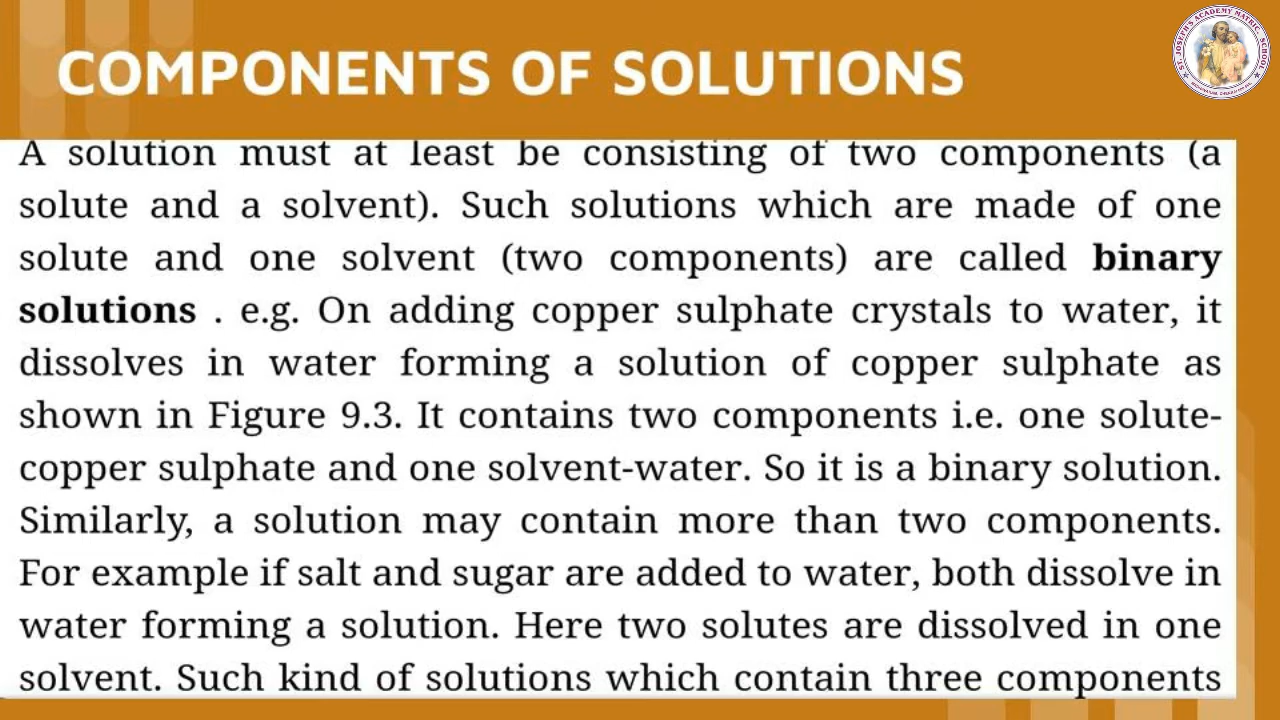 COMPONENTS OF SOLUTIONS
ST. JOSEPH'S ACADEMY MATRIC. SCHOOL
A solution must at least be consisting of two components (a
solute and a solvent). Such solutions which are made of one
solute and one solvent (two components) are called binary
solutions . e.g. On adding copper sulphate crystals to water, it
dissolves in water forming a solution of copper sulphate as
shown in Figure 9.3. It contains two components i.e. one solute-
copper sulphate and one solvent-water. So it is a binary solution.
Similarly, a solution may contain more than two components.
For example if salt and sugar are added to water, both dissolve in
water forming a solution. Here two solutes are dissolved in one
solvent. Such kind of solutions which contain three components